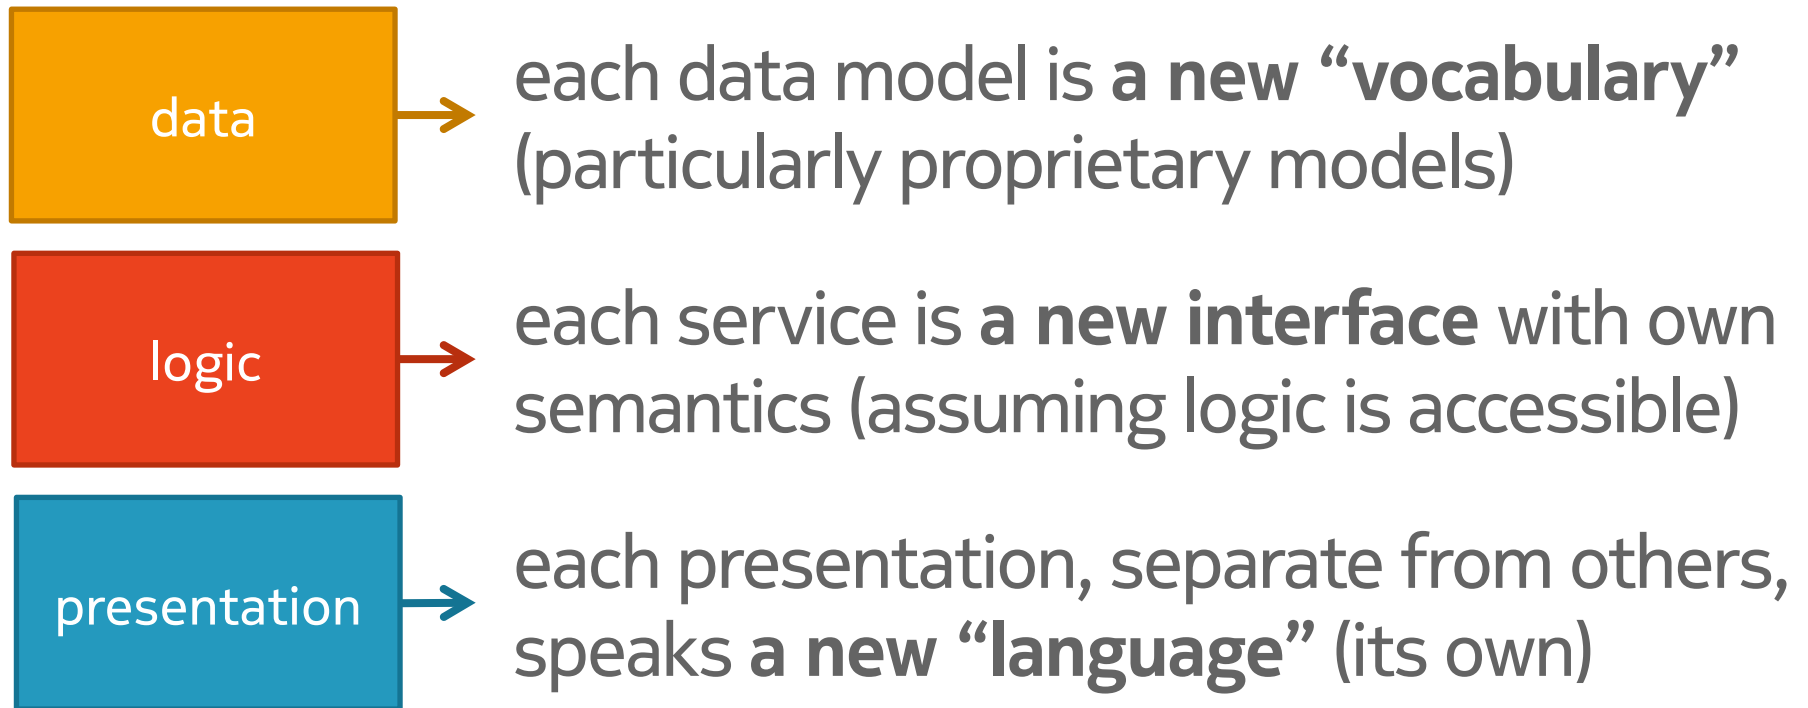 data
each data model is a new “vocabulary”
(particularly proprietary models)
logic
each service is a new interface with own
semantics (assuming logic is accessible)
presentation
each presentation, separate from others,
speaks a new “language” (its own)